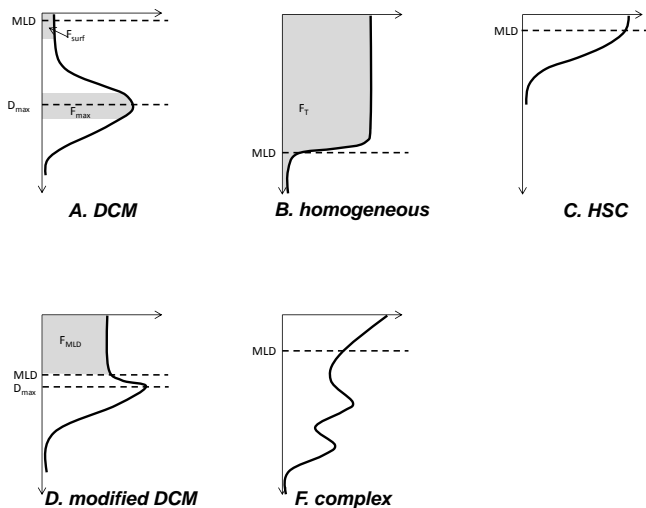 MLD
F_surf
D_max
F_max
A. DCM
F_T
MLD
B. homogeneous
MLD
C. HSC
F_MLD
MLD
D_max
D. modified DCM
MLD
F. complex